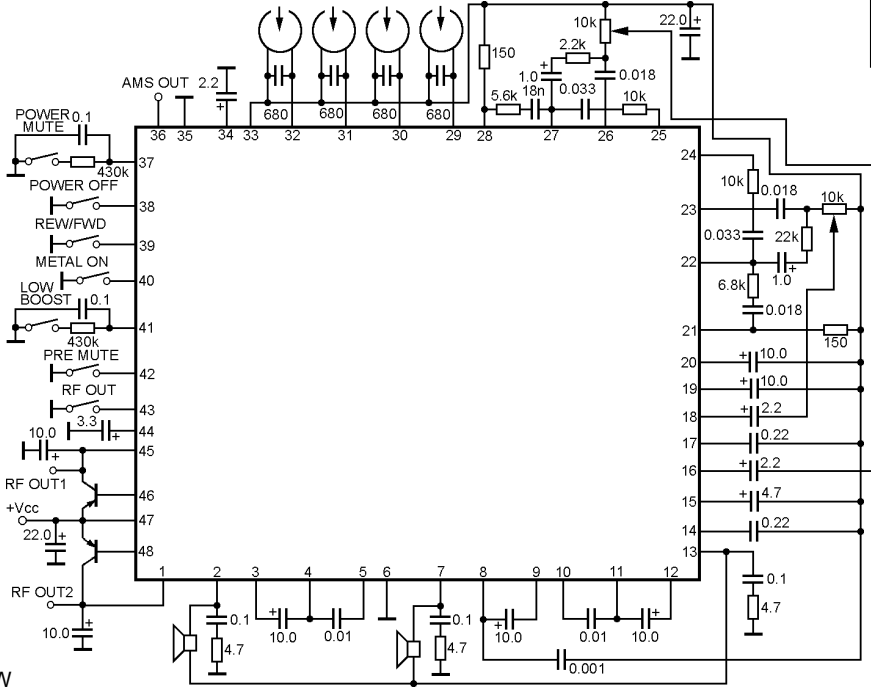 10k
22.0 +
150
2.2k
+
1.0
0.018
AMS OUT
2.2
+
18n
5.6k
0.033
10k
680 680 680 680
36 35 34 33 32 31 30 29 28 27 26 25
POWER MUTE
0.1
37
430k
POWER OFF
38
REW/FWD
39
METAL ON
40
LOW BOOST
0.1
41
430k
PRE MUTE
42
RF OUT
43
3.3 +
44
10.0 +
45
RF OUT1
46
+Vcc
47
22.0 +
48
RF OUT2
10.0 +
24
10k
0.018
10k
23
0.033
22k
22
+
1.0
6.8k
0.018
21
150
20 + 10.0
19 + 10.0
18 + 2.2
17 0.22
16 + 2.2
15 + 4.7
14 0.22
13
0.1
4.7
1 2 3 4 5 6 7 8 9 10 11 12
0.1
4.7
+
10.0
0.01
0.1
4.7
+
10.0
0.01
+
10.0
0.001
W